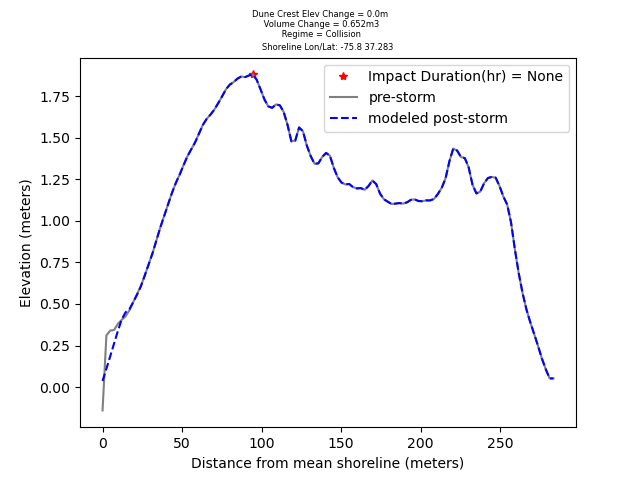 Dune Crest Elev Change = 0.0m
Volume Change = 0.652m3
Regime = Collision
Shoreline Lon/Lat: -75.8 37.283
Impact Duration(hr) = None
pre-storm
modeled post-storm
Elevation (meters)
1.75
1.50
1.25
1.00
0.75
0.50
0.25
0.00
0 50 100 150 200 250
Distance from mean shoreline (meters)